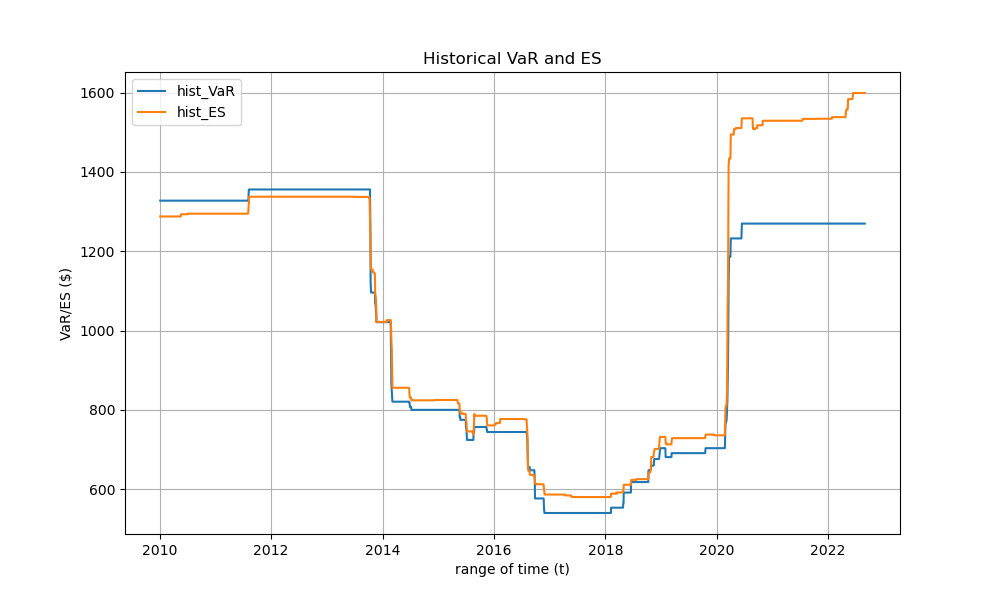 Historical VaR and ES
hist_VaR
hist_ES
1600
1400
1200
1000
800
600
VaR/ES ($)
2010 2012 2014 2016 2018 2020 2022
range of time (t)